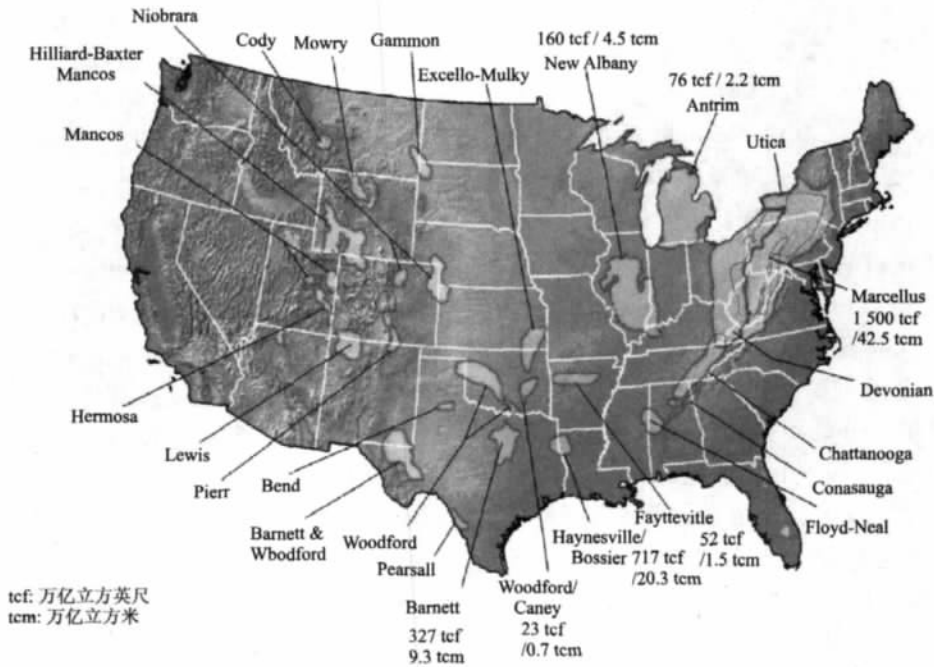 Niobrara
Cody
Mowry
Gammon
160 tcf / 4.5 tcm
New Albany
Hilliard-Baxter
Mancos
Excello-Mulky
76 tcf / 2.2 tcm
Antrim
Mancos
Utica
Marcellus
1 500 tcf
/42.5 tcm
Devonian
Hermosa
Lewis
Chattanooga
Pierr
Bend
Conasauga
Floyd-Neal
Barnett &
Wbodford
Woodford
Pearsall
Haynesville/
Bossier
717 tcf
/20.3 tcm
Fayttevitle
52 tcf
/1.5 tcm
Barnett
327 tcf
9.3 tcm
Woodford/
Caney
23 tcf
/0.7 tcm
tcf: 万亿立方英尺
tcm: 万亿立方米